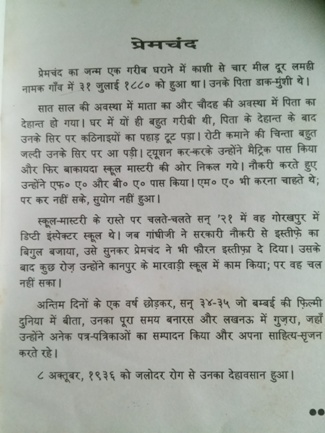 प्रेमचंद
प्रेमचंद का जन्म एक गरीब घराने में काशी से चार मील दूर लमही
नामक गाँव में ३१ जुलाई १८८० को हुआ था। उनके पिता डाक-मुंशी थे।
सात साल की अवस्था में माता का और चौदह की अवस्था में पिता का
देहान्त हो गया। घर में यों ही बहुत गरीबी थी, पिता के देहान्त के बाद
उनके सिर पर कठिनाइयों का पहाड़ टूट पड़ा। रोटी कमाने की चिन्ता बहुत
जल्दी उनके सिर पर आ पड़ी। ट्यूशन कर-करके उन्होंने मैट्रिक पास किया
और फिर बाकायदा स्कूल मास्टरी की ओर निकल गये। नौकरी करते हुए
उन्होंने एफ० ए० और बी० ए० पास किया। एम० ए० भी करना चाहते थे;
पर कर नहीं सके, सुयोग नहीं हुआ।
स्कूल-मास्टरी के रास्ते पर चलते-चलते सन् '२१ में वह गोरखपुर में
डिप्टी इंस्पेक्टर स्कूल थे। जब गांधीजी ने सरकारी नौकरी से इस्तीफ़े का
बिगुल बजाया, उसे सुनकर प्रेमचन्द ने भी फ़ौरन इस्तीफ़ा दे दिया। उसके
बाद कुछ रोज़ उन्होंने कानपुर के मारवाड़ी स्कूल में काम किया; पर वह चल
नहीं सका।
अन्तिम दिनों के एक वर्ष छोड़कर, सन् ३४-३५ जो बम्बई की फ़िल्मी
दुनिया में बीता, उनका पूरा समय बनारस और लखनऊ में गुज़रा, जहाँ
उन्होंने अनेक पत्र-पत्रिकाओं का सम्पादन किया और अपना साहित्य-सृजन
करते रहे।
८ अक्तूबर, १९३६ को जलोदर रोग से उनका देहावसान हुआ।